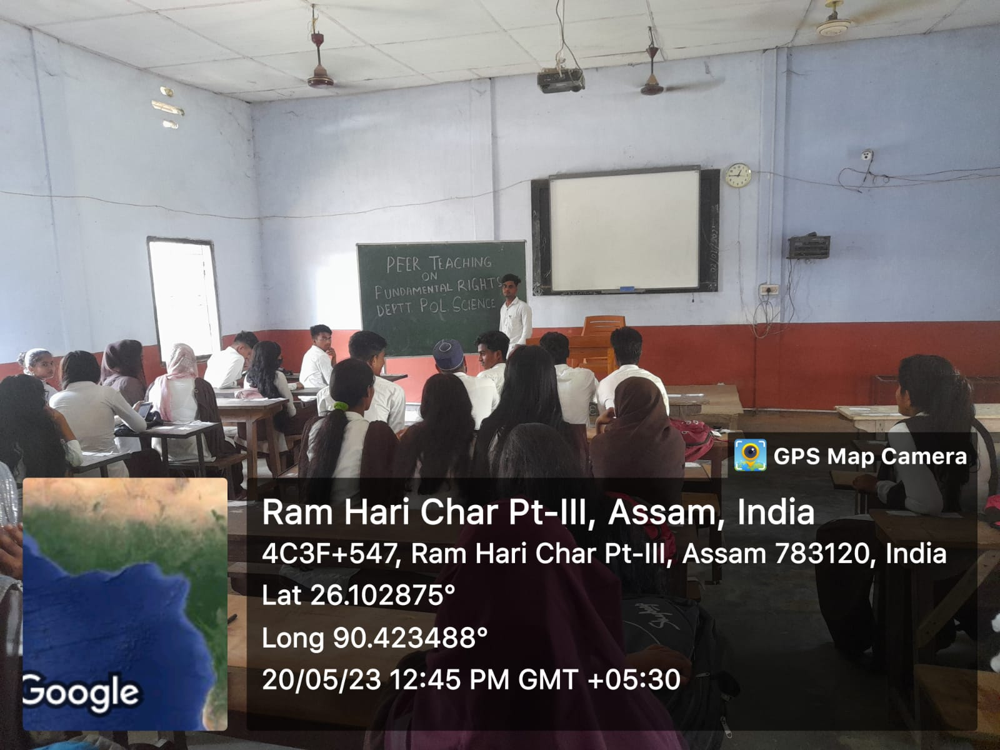 PEER TEACHING
ON
FUNDAMENTAL RIGHTS
DEPTT. POL. SCIENCE
GPS Map Camera
Ram Hari Char Pt-III, Assam, India
4C3F+547, Ram Hari Char Pt-III, Assam 783120, India
Lat 26.102875°
Long 90.423488°
20/05/23 12:45 PM GMT +05:30
Google